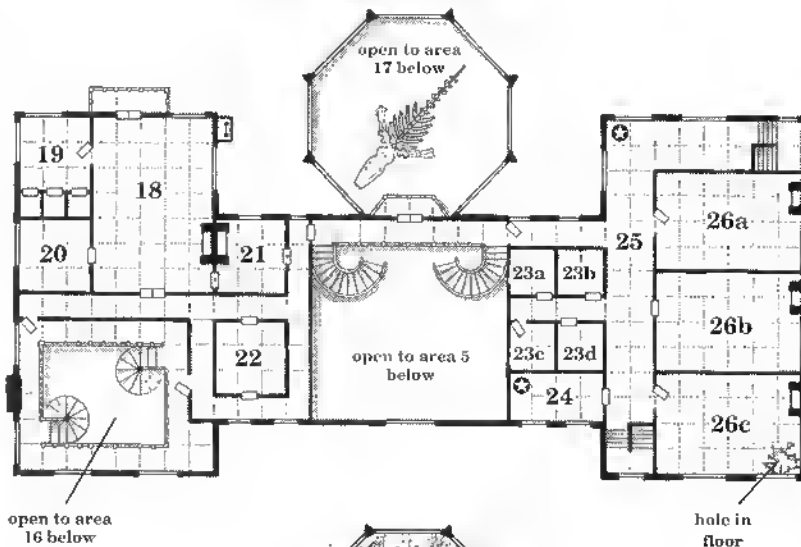 open to area
17 below
19
18
20
21
25
26a
23a
23b
26b
22
open to area 5
below
23c
23d
24
26c
open to area
16 below
hole in
floor